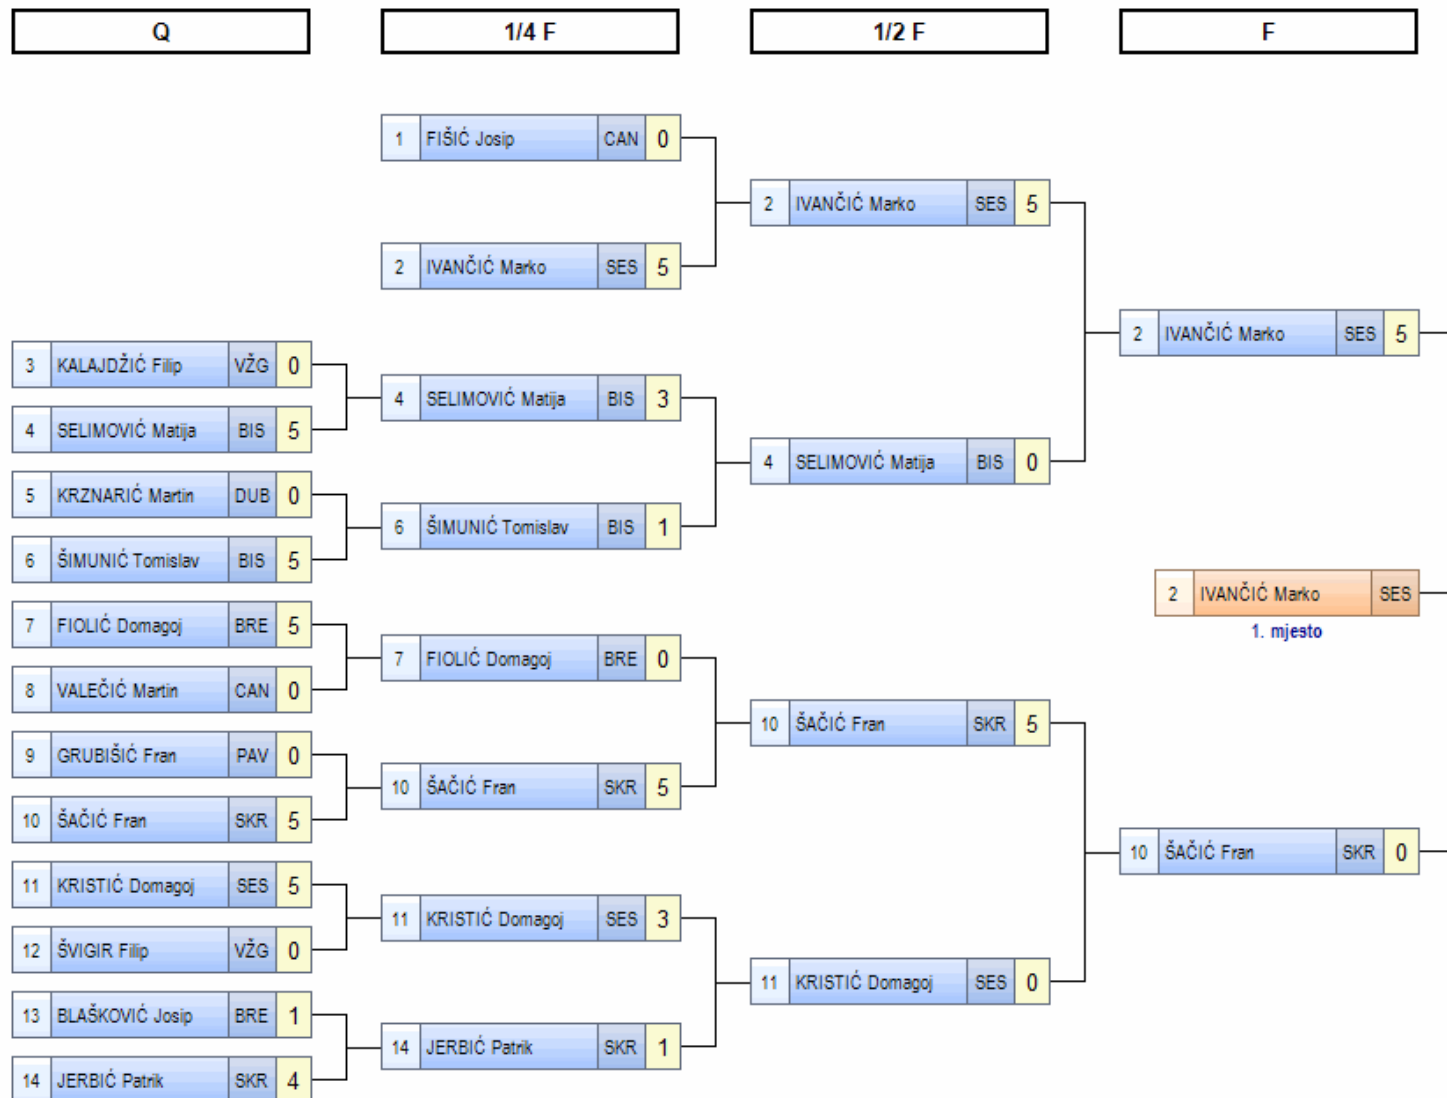 Q
1/4 F
1/2 F
F
1 FIŠIĆ Josip CAN 0
2 IVANČIĆ Marko SES 5
3 KALAJDŽIĆ Filip VŽG 0
4 SELIMOVIĆ Matija BIS 5
5 KRZNARIĆ Martin DUB 0
6 ŠIMUNIĆ Tomislav BIS 5
7 FIOLIĆ Domagoj BRE 5
8 VALEČIĆ Martin CAN 0
9 GRUBIŠIĆ Fran PAV 0
10 ŠAČIĆ Fran SKR 5
11 KRISTIĆ Domagoj SES 5
12 ŠVIGIR Filip VŽG 0
13 BLAŠKOVIĆ Josip BRE 1
14 JERBIĆ Patrik SKR 4
4 SELIMOVIĆ Matija BIS 3
6 ŠIMUNIĆ Tomislav BIS 1
7 FIOLIĆ Domagoj BRE 0
10 ŠAČIĆ Fran SKR 5
11 KRISTIĆ Domagoj SES 3
14 JERBIĆ Patrik SKR 1
2 IVANČIĆ Marko SES 5
4 SELIMOVIĆ Matija BIS 0
10 ŠAČIĆ Fran SKR 5
11 KRISTIĆ Domagoj SES 0
2 IVANČIĆ Marko SES 5
2 IVANČIĆ Marko SES
1. mjesto
10 ŠAČIĆ Fran SKR 0